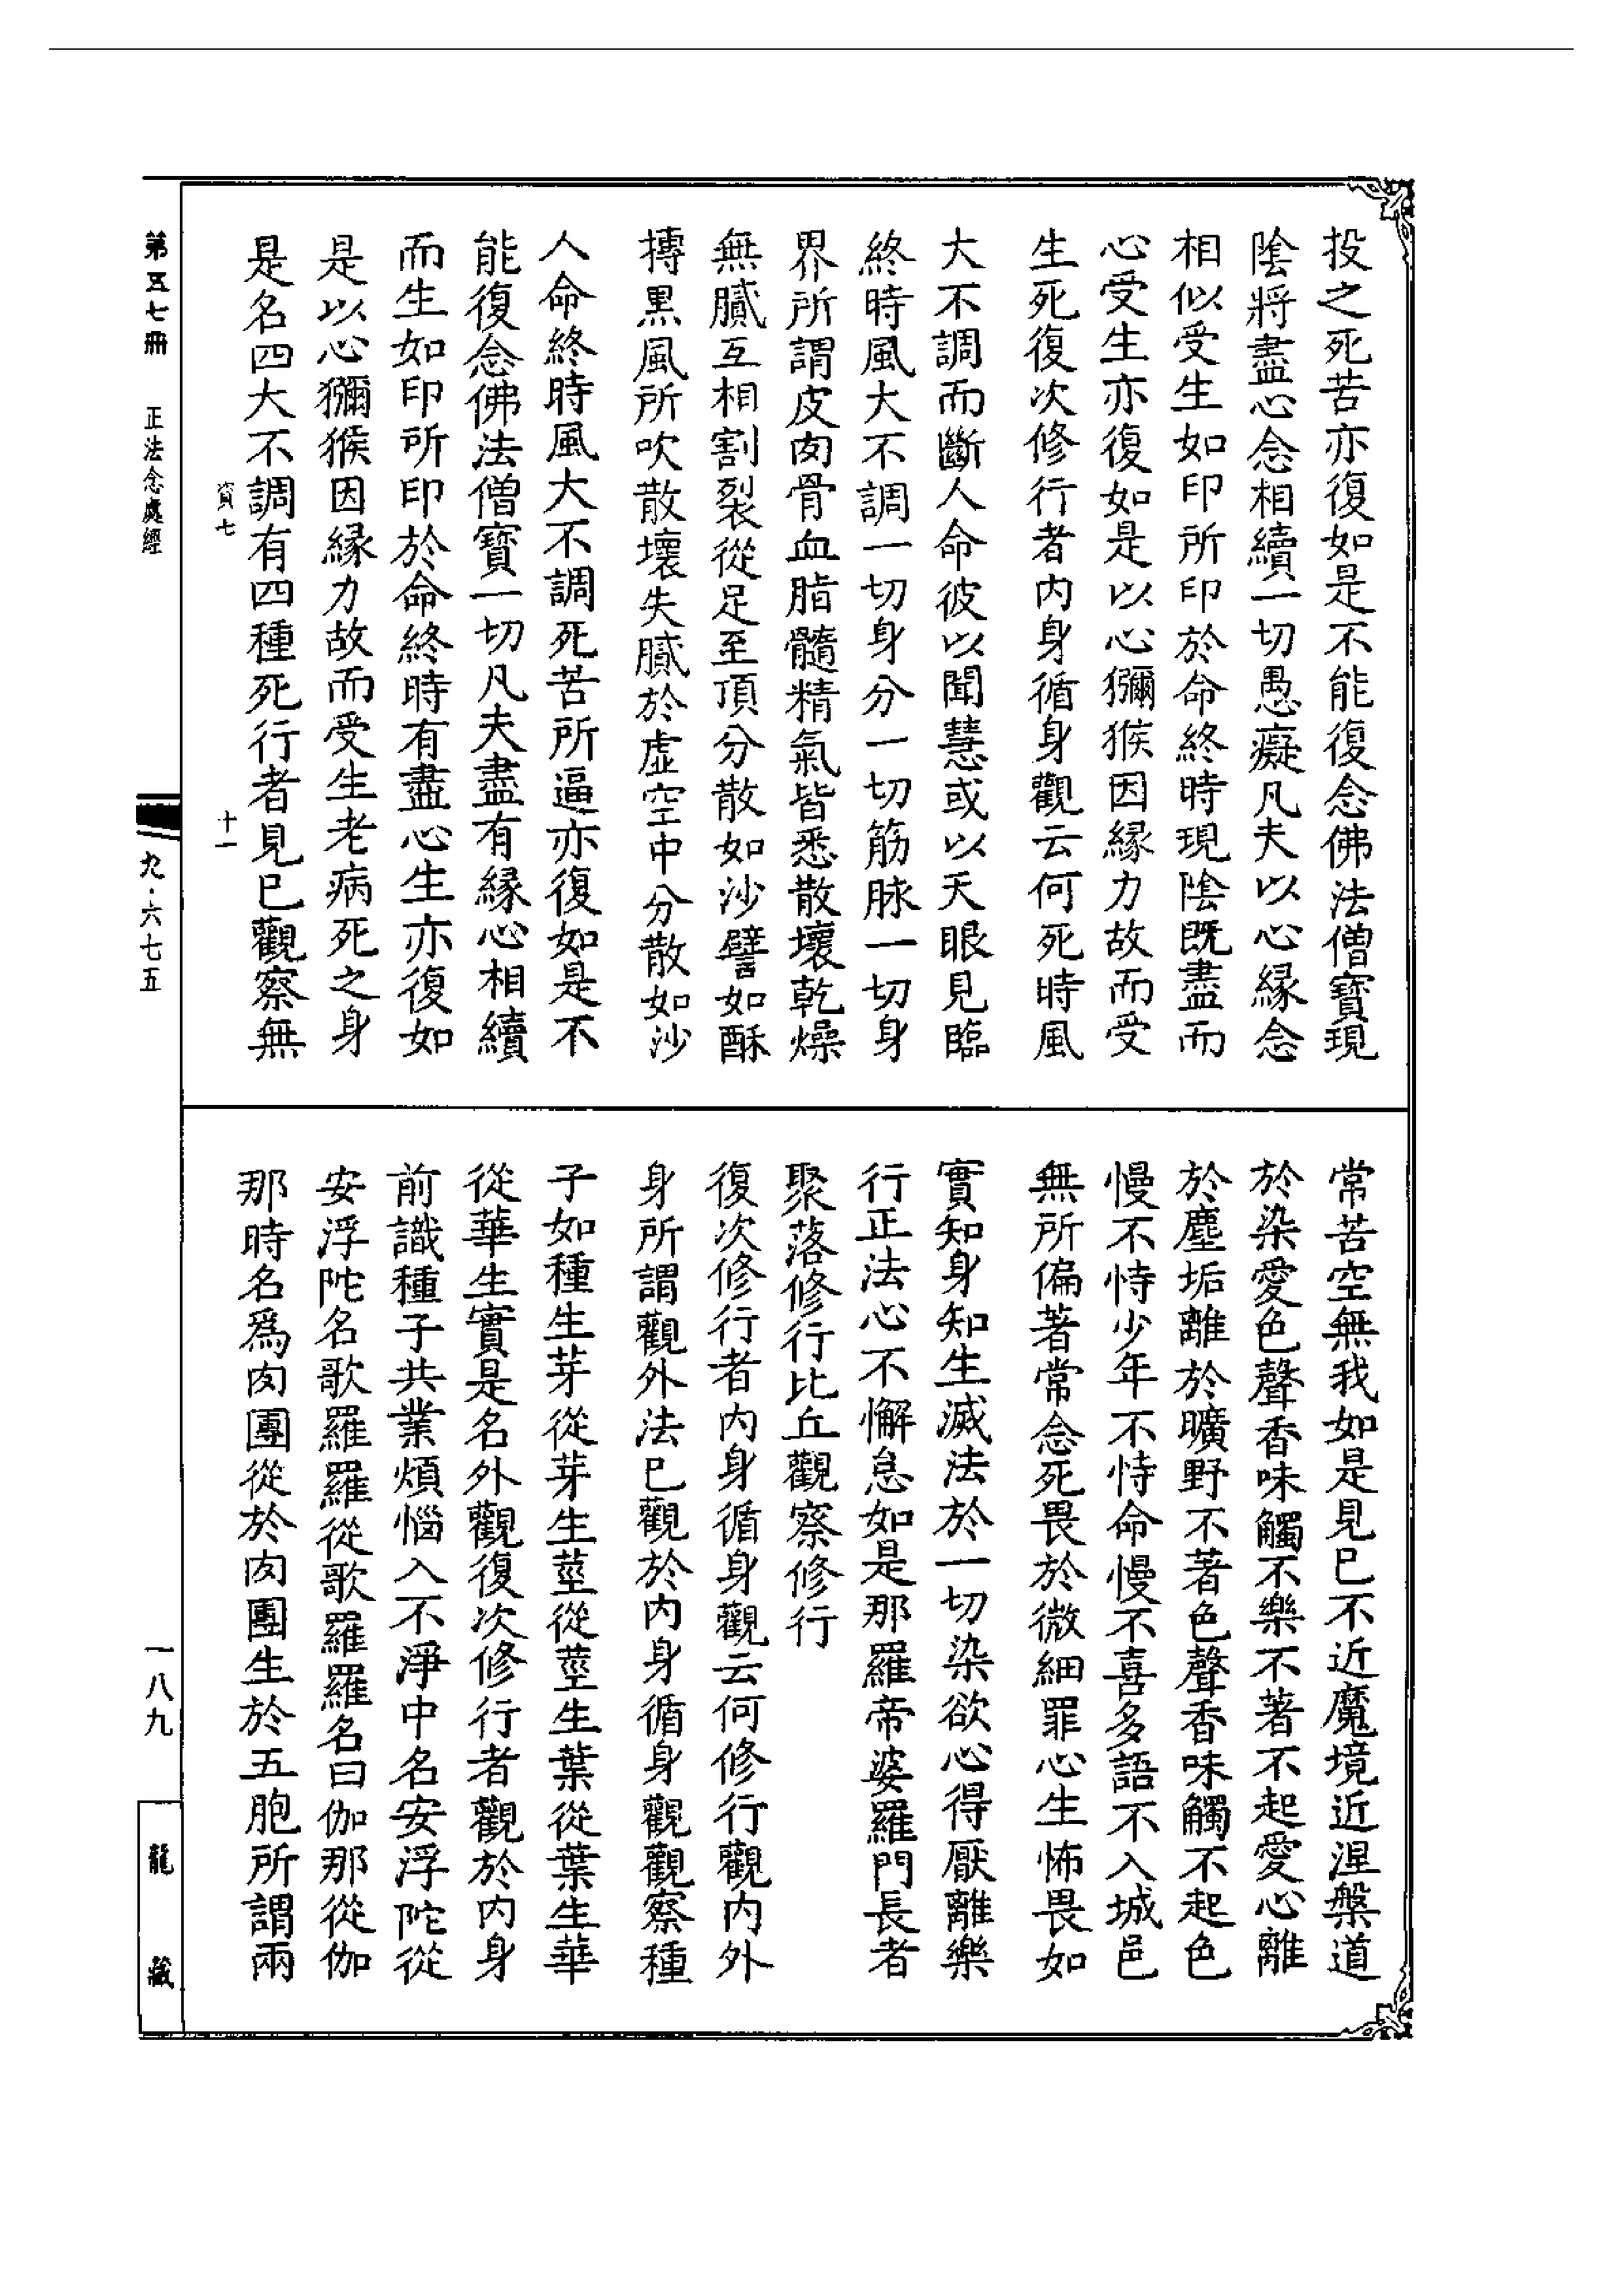 投之死苦亦復如是不能復念佛法僧寶現
陰將盡心念相續一切愚癡凡夫以心緣念
相似受生如印所印於命終時現陰既盡而
心受生亦復如是以心獼猴因緣力故而受
生死復次修行者内身循身觀云何死時風
大不調而斷人命彼以聞慧或以天眼見臨
終時風大不調一切身分一切筋脉一切身
界所謂皮肉骨血脂髓精氣皆悉散壞乾燥
無膩互相割裂從足至頂分散如沙譬如酥
摶黑風所吹散壞失膩於虛空中分散如沙
人命終時風大不調死苦所逼亦復如是不
能復念佛法僧寶一切凡夫盡有緣心相續
而生如印所印於命終時有盡心生亦復如
是以心獼猴因緣力故而受生老病死之身
是名四大不調有四種死行者見已觀察無
資七
十一
常苦空無我如是見已不近魔境近涅槃道
於染愛色聲香味觸不樂不著不起愛心離
於塵垢離於曠野不著色聲香味觸不起色
慢不恃少年不恃命慢不喜多語不入城邑
無所偏著常念死畏於微細罪心生怖畏如
實知身知生滅法於一切染欲心得厭離樂
行正法心不懈怠如是那羅帝婆羅門長者
聚落修行比丘觀察修行
復次修行者内身循身觀云何修行觀内外
身所謂觀外法已觀於内身循身觀觀察種
子如種生芽從芽生莖從莖生葉從葉生華
從華生實是名外觀復次修行者觀於内身
前識種子共業煩惱入不淨中名安浮陀從
安浮陀名歌羅羅從歌羅羅名曰伽那從伽
那時名爲肉團從於肉團生於五胞所謂兩
第五七冊　正法念處經
九·六七五
一八九
龍藏